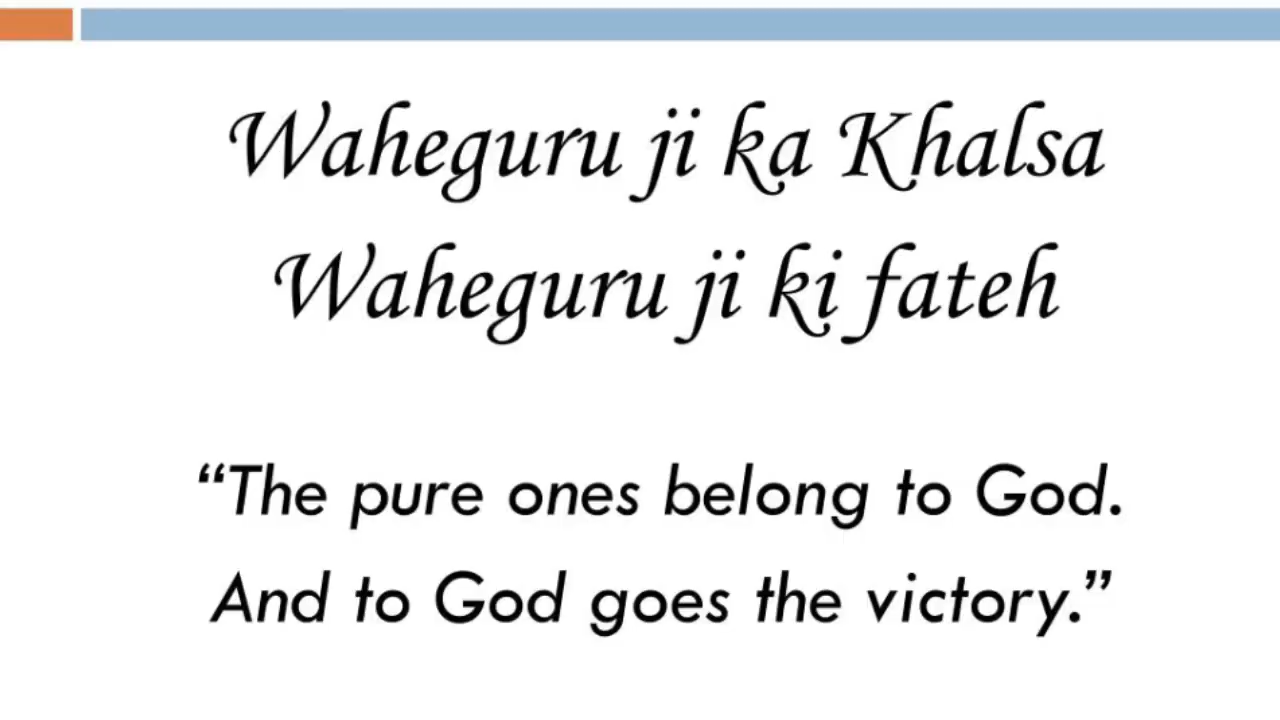 Waheguru ji ka Khalsa
Waheguru ji ki fateh
“The pure ones belong to God.
And to God goes the victory.”